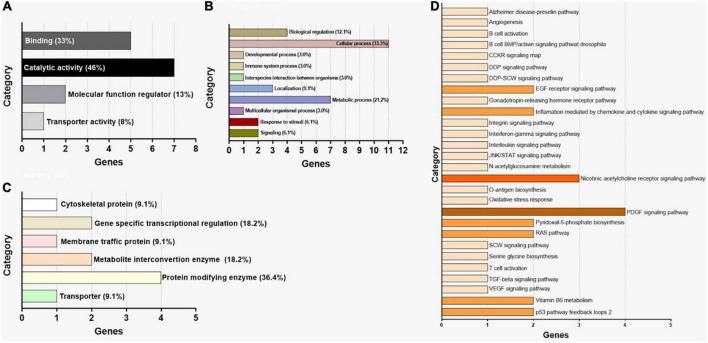 A
Category
Binding (33%)
Catalytic activity (46%)
Molecular function regulator (13%)
Transporter activity (8%)
0 1 2 3 4 5 6 7 8
Genes
B
Category
Biological regulation (12.1%)
Cellular process (33.3%)
Developmental process (3.0%)
Immune system process (3.0%)
Interspecies interaction between organisms (3.0%)
Localization (9.1%)
Metabolic process (21.2%)
Multicellular organismal process (3.0%)
Response to stimuli (6.1%)
Signaling (6.1%)
0 1 2 3 4 5 6 7 8 9 10 11 12
Genes
C
Category
Cytoskeletal protein (9.1%)
Gene specific transcriptional regulation (18.2%)
Membrane traffic protein (9.1%)
Metabolite interconvertion enzyme (18.2%)
Protein modifying enzyme (36.4%)
Transporter (9.1%)
0 1 2 3 4 5
Genes
D
Category
Alzheimer disease-preselin pathway
Angiogenesis
B cell activation
B cell BMP/activin signaling pathwat drosophila
CCKR signaling map
DDP signaling pathway
DDP-SCW signaling pathway
EGF receptor signaling pathway
Gonadotropin-releasing hormone receptor pathway
Inflamation mediated by chemokine and cytokine signaling pathway
Integrin signaling pathway
Interferon-gamma signaling pathway
Interleukin signaling pathway
JNK/STAT signaling pathway
N-acetylglucosamine metabolism
Nicotinic acetylcholine receptor signaling pathway
O-antigen biosynthesis
Oxidative stress response
PDGF signaling pathway
Pyridoxal-5-phosphate biosynthesis
RAS pathway
SCW signaling pathway
Serine glycine biosynthesis
T cell activation
TGF-beta signaling pathway
VEGF signaling pathway
Vitamin B6 metabolism
p53 pathway feedback loops 2
0 1 2 3 4 5
Genes